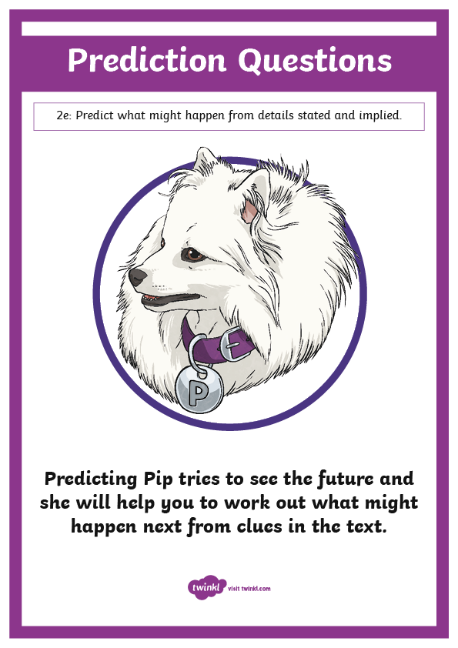 Prediction Questions
2e: Predict what might happen from details stated and implied.
P
Predicting Pip tries to see the future and
she will help you to work out what might
happen next from clues in the text.
twinkl visit twinkl.com